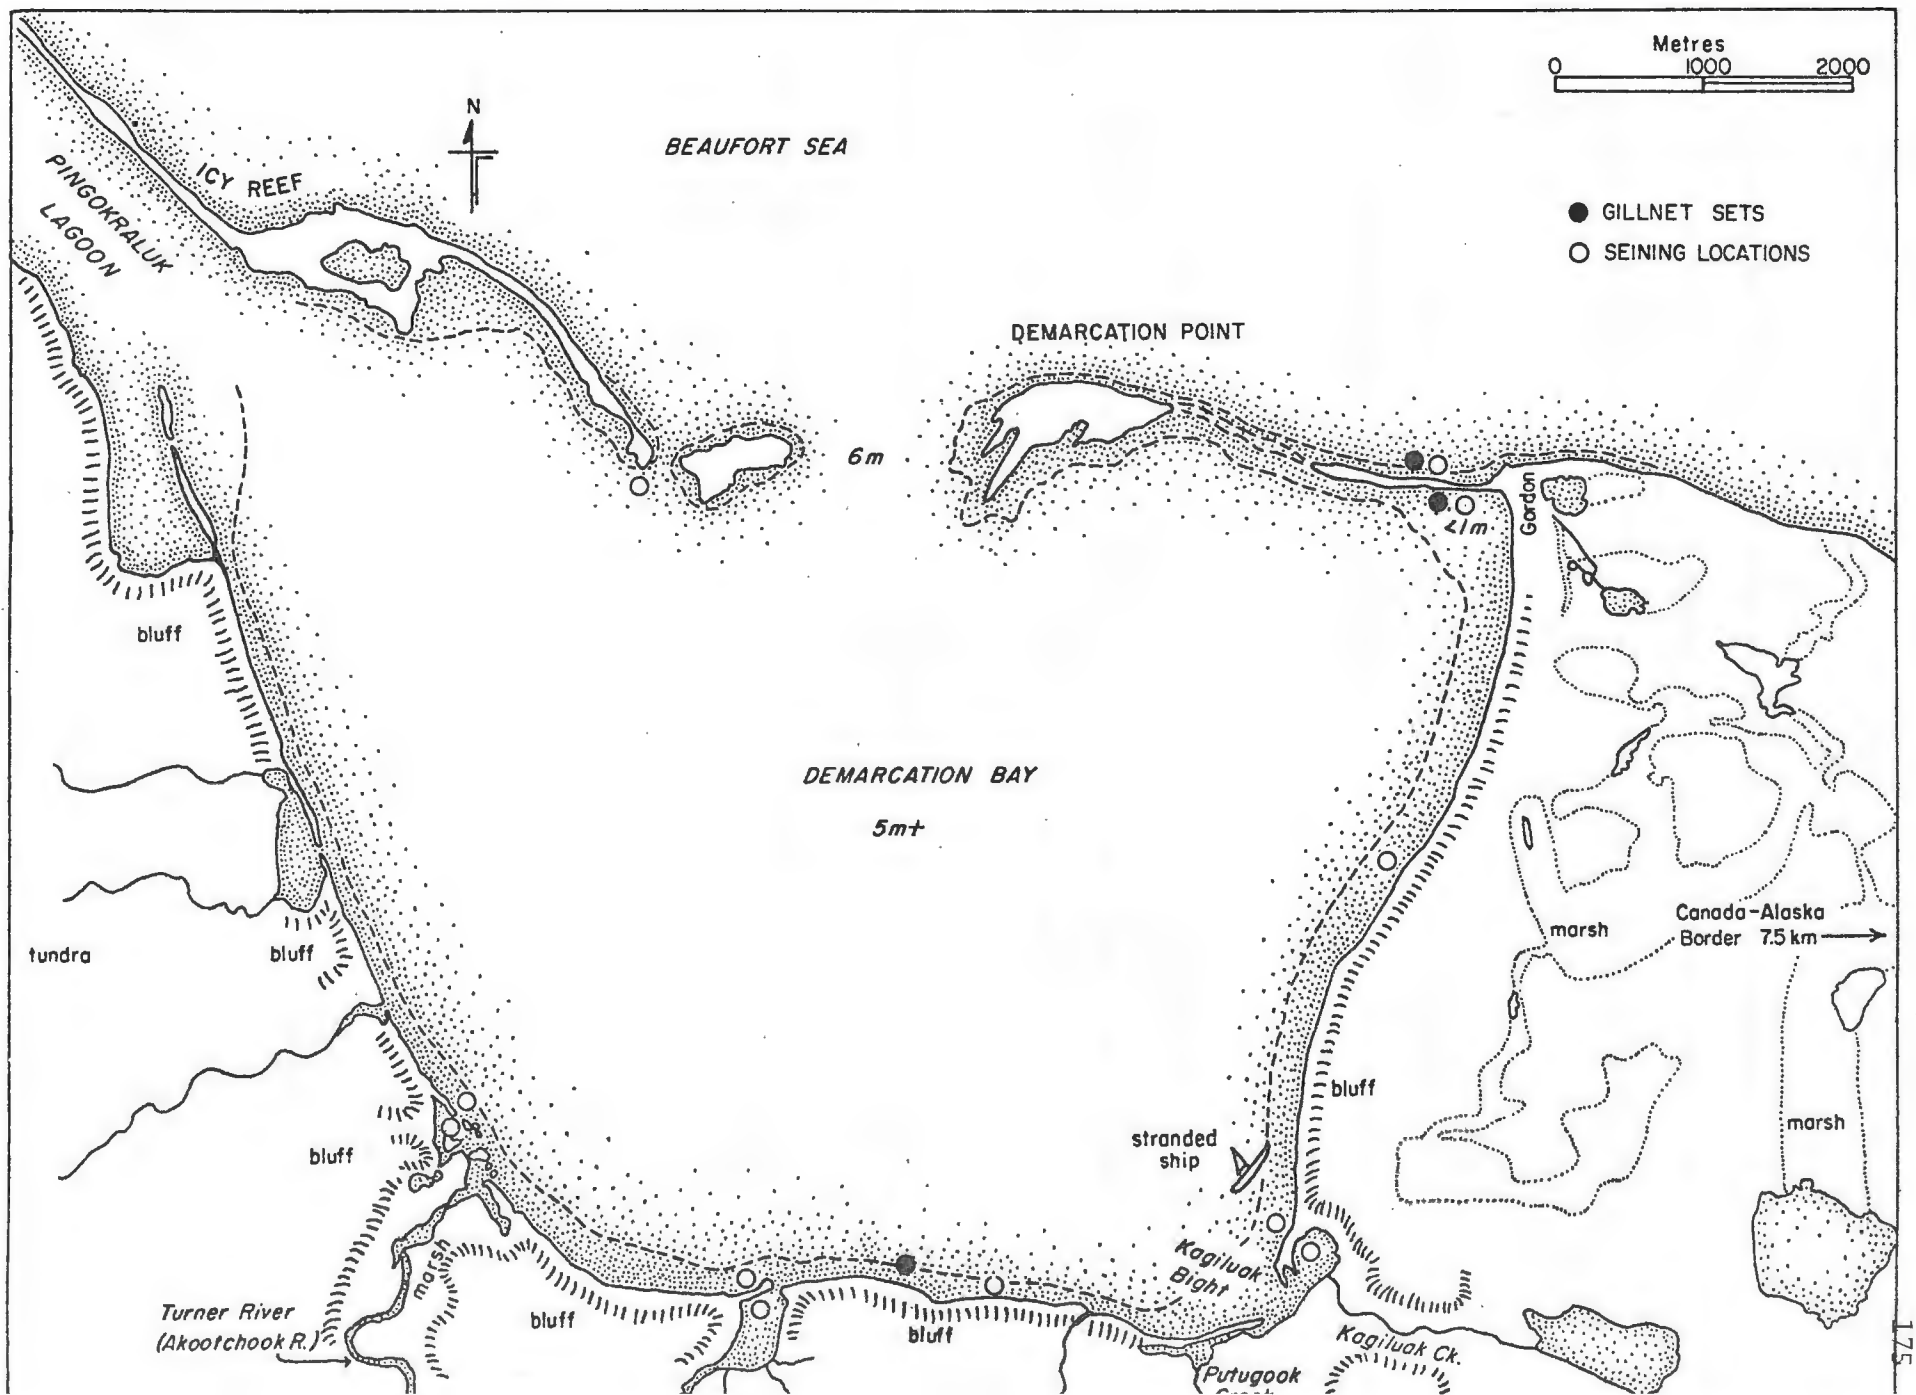 Metres
0 1000 2000
N
BEAUFORT SEA
ICY REEF
PINGOKRALUK
LAGOON
GILLNET SETS
SEINING LOCATIONS
DEMARCATION POINT
6m
Gordon
<1m
bluff
DEMARCATION BAY
5m+
tundra
bluff
marsh
Canada-Alaska
Border 7.5 km
bluff
bluff
stranded
ship
marsh
marsh
Kagiluak
Bight
Turner River
(Akootchook R.)
bluff
bluff
Kagiluak Ck.
Putugook
175